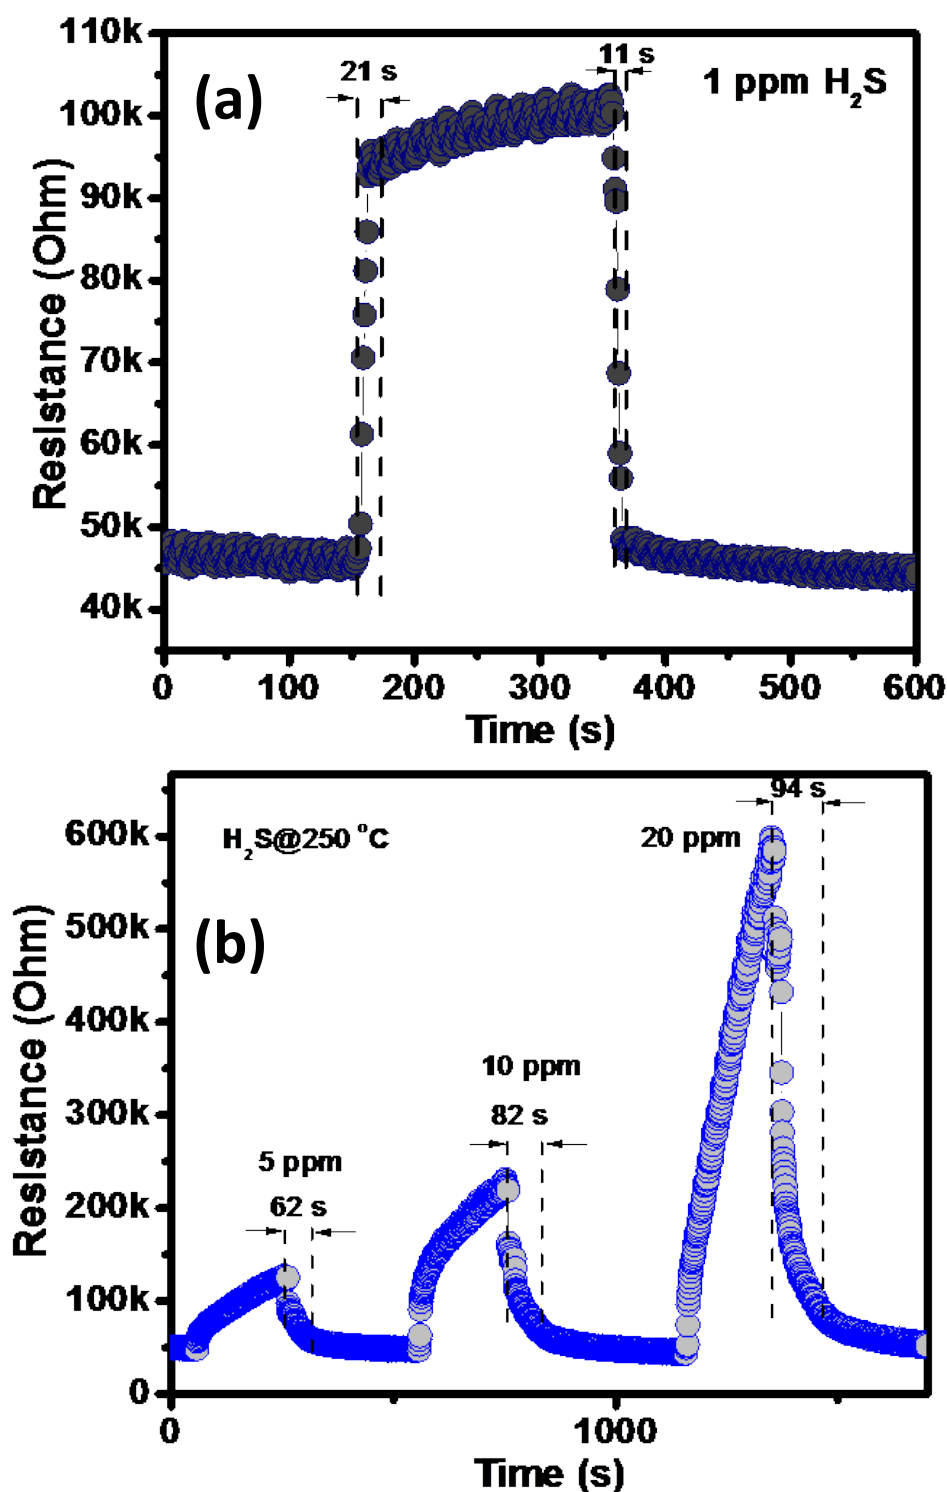 110k
100k
90k
80k
70k
60k
50k
40k
Resistance (Ohm)
(a)
21 s
11 s
1 ppm H₂S
0 100 200 300 400 500 600
Time (s)
600k
500k
400k
300k
200k
100k
0
Resistance (Ohm)
H₂S@250 °C
(b)
5 ppm
62 s
10 ppm
82 s
20 ppm
94 s
0 1000
Time (s)